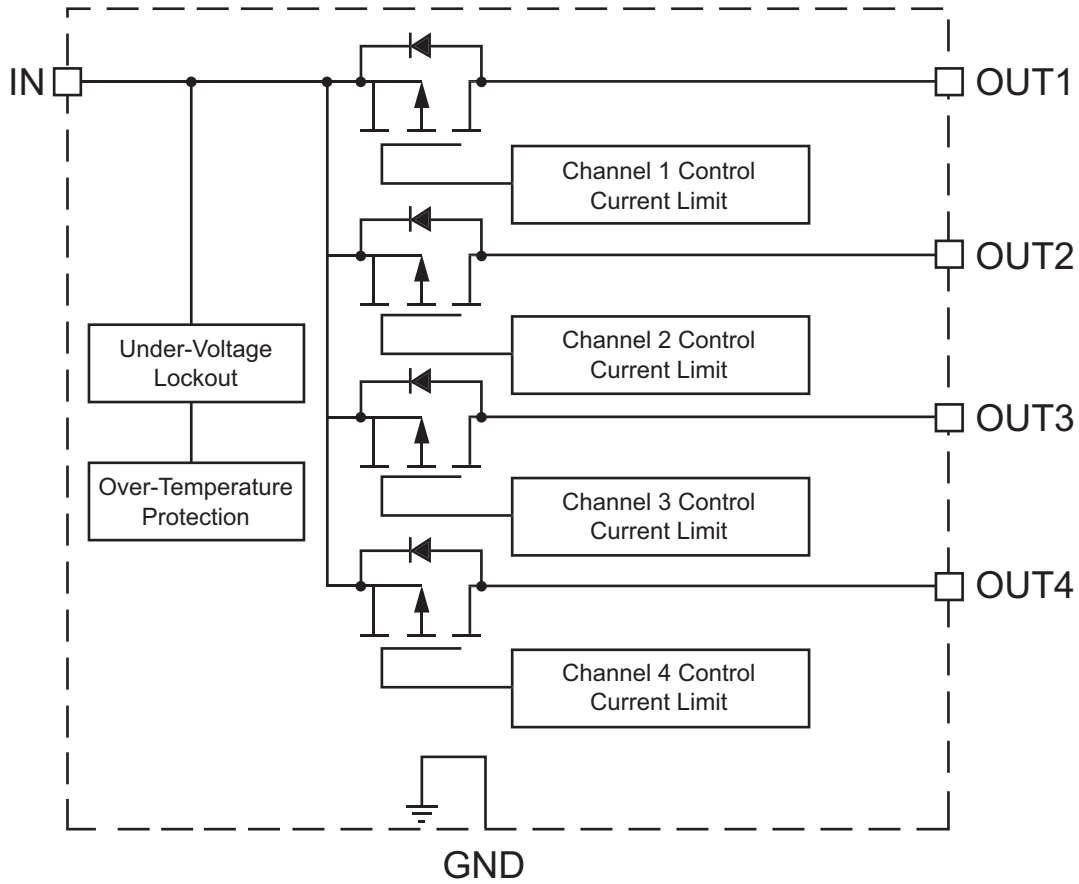 IN
OUT1
Channel 1 Control
Current Limit
OUT2
Channel 2 Control
Current Limit
Under-Voltage
Lockout
OUT3
Over-Temperature
Protection
Channel 3 Control
Current Limit
OUT4
Channel 4 Control
Current Limit
GND